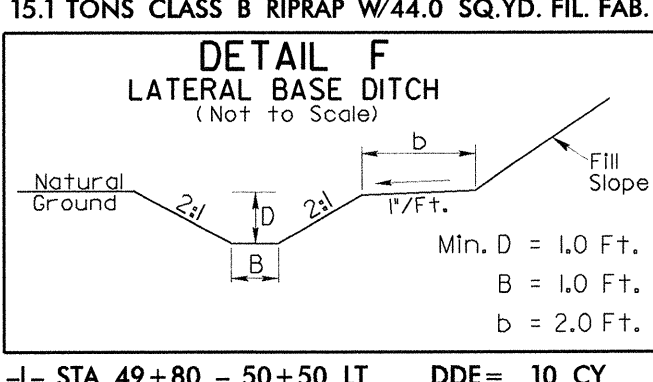 15.1 TONS CLASS B RIPRAP W/44.0 SQ.YD. FIL. FAB.
DETAIL F
LATERAL BASE DITCH
(Not to Scale)
b
Natural
Ground
2:1
D
2:1
1"/Ft.
Fill
Slope
B
Min. D = 1.0 Ft.
B = 1.0 Ft.
b = 2.0 Ft.
-L- STA 49+80 - 50+50 LT DDE= 10 CY